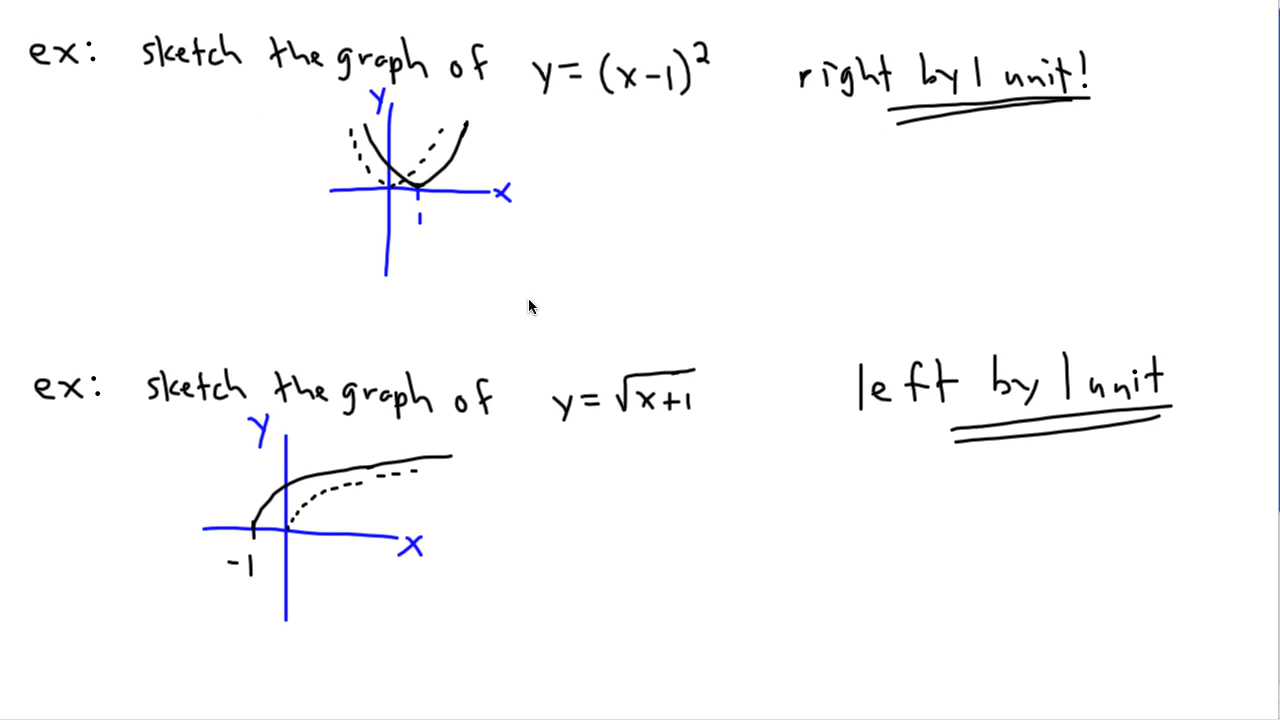 ex: sketch the graph of y = (x-1)² right by 1 unit!
y
x
1
ex: sketch the graph of y = √(x+1) left by 1 unit
y
x
-1